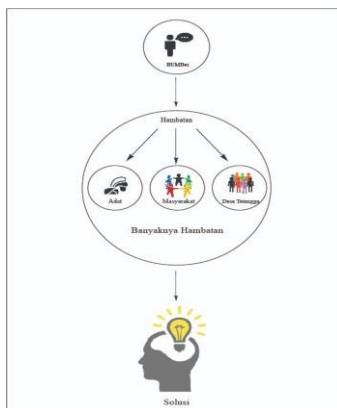 BUMDes
Hambatan
Adat
Masyarakat
Desa Tetangga
Banyaknya Hambatan
Solusi